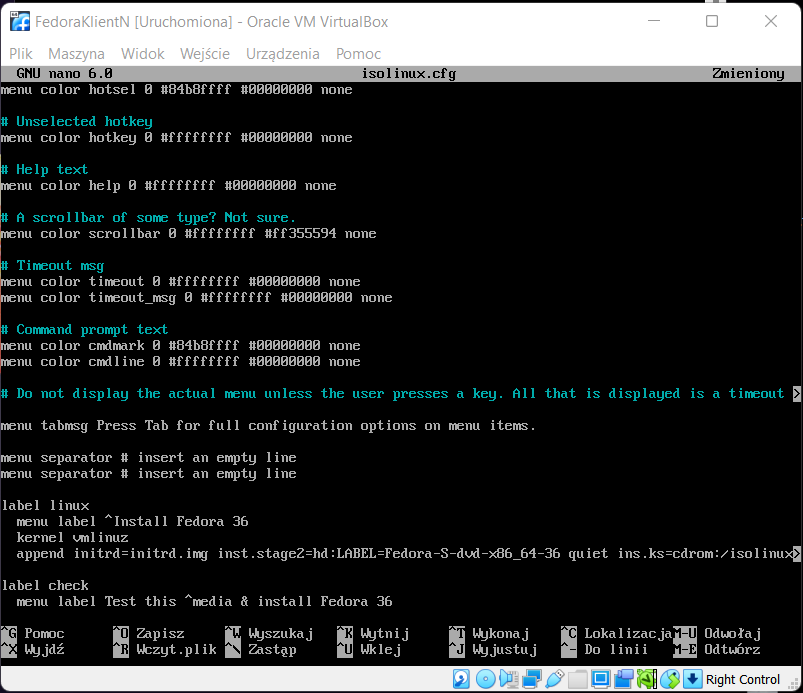 FedoraKlientN [Uruchomiona] - Oracle VM VirtualBox
Plik Maszyna Widok Wejście Urządzenia Pomoc
GNU nano 6.0 isolinux.cfg Zmieniony
menu color hotsel 0 #84b8ffff #00000000 none
# Unselected hotkey
menu color hotkey 0 #ffffffff #00000000 none
# Help text
menu color help 0 #ffffffff #00000000 none
# A scrollbar of some type? Not sure.
menu color scrollbar 0 #ffffffff #ff355594 none
# Timeout msg
menu color timeout 0 #ffffffff #00000000 none
menu color timeout_msg 0 #ffffffff #00000000 none
# Command prompt text
menu color cmdmark 0 #84b8ffff #00000000 none
menu color cmdline 0 #ffffffff #00000000 none
# Do not display the actual menu unless the user presses a key. All that is displayed is a timeout >
menu tabmsg Press Tab for full configuration options on menu items.
menu separator # insert an empty line
menu separator # insert an empty line
label linux
menu label ^Install Fedora 36
kernel vmlinuz
append initrd=initrd.img inst.stage2=hd:LABEL=Fedora-S-dvd-x86_64-36 quiet ins.ks=cdrom:/isolinux>
label check
menu label Test this ^media & install Fedora 36
^G Pomoc ^O Zapisz ^W Wyszukaj ^K Wytnij ^T Wykonaj ^C Lokalizacja M-U Odwołaj
^X Wyjdź ^R Wczyt.plik ^\ Zastąp ^U Wklej ^J Wyjustuj ^- Do linii M-E Odtwórz
Right Control